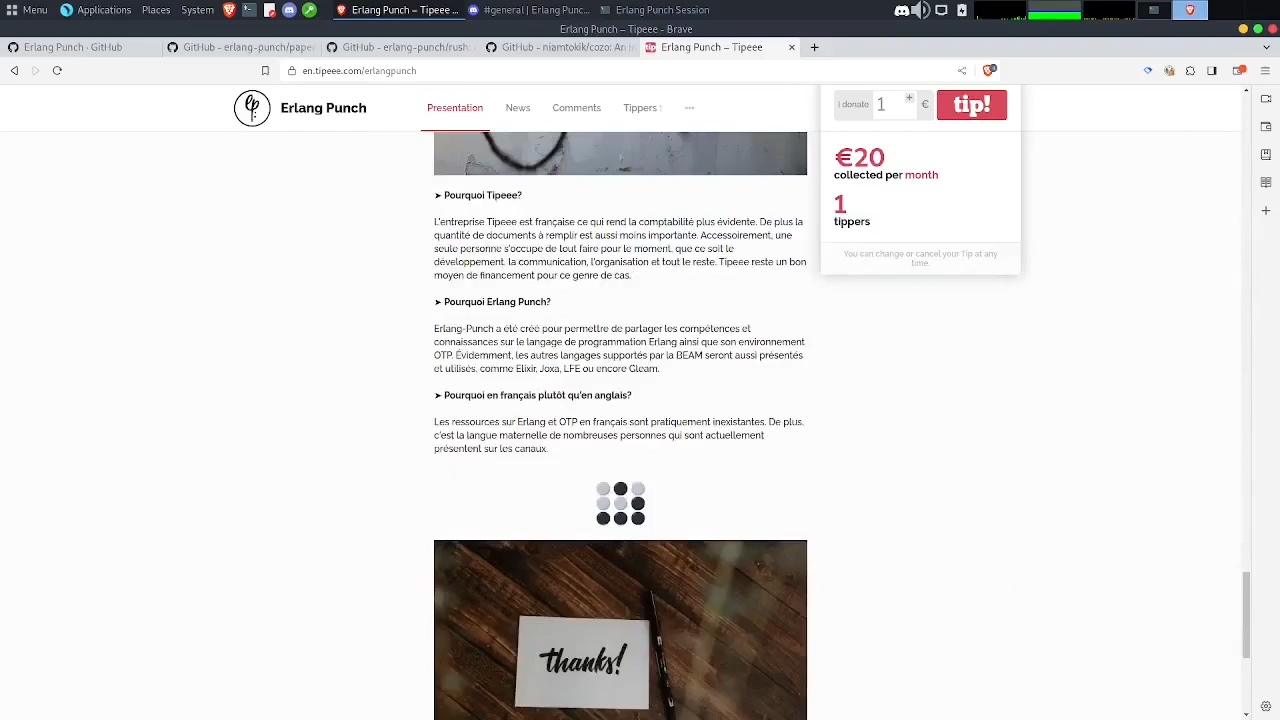 Menu Applications Places System Erlang Punch – Tipeee ... #general | Erlang Punc... Erlang Punch Session
Erlang Punch – Tipeee - Brave
Erlang Punch · GitHub GitHub - erlang-punch/pape GitHub - erlang-punch/rush: GitHub - niamtokik/cozo: An i tip! Erlang Punch – Tipeee
en.tipeee.com/erlangpunch
ep Erlang Punch Presentation News Comments Tippers 1
I donate 1 + € tip!
€20
collected per month
1
tippers
You can change or cancel your Tip at any
time.
➤ Pourquoi Tipeee?
L'entreprise Tipeee est française ce qui rend la comptabilité plus évidente. De plus la
quantité de documents à remplir est aussi moins importante. Accessoirement, une
seule personne s'occupe de tout faire pour le moment, que ce soit le
développement, la communication, l'organisation et tout le reste. Tipeee reste un bon
moyen de financement pour ce genre de cas.
➤ Pourquoi Erlang Punch?
Erlang-Punch a été créé pour permettre de partager les compétences et
connaissances sur le langage de programmation Erlang ainsi que son environnement
OTP. Évidemment, les autres langages supportés par la BEAM seront aussi présentés
et utilisés, comme Elixir, Joxa, LFE ou encore Gleam.
➤ Pourquoi en français plutôt qu'en anglais?
Les ressources sur Erlang et OTP en français sont pratiquement inexistantes. De plus,
c'est la langue maternelle de nombreuses personnes qui sont actuellement
présentent sur les canaux.
thanks!